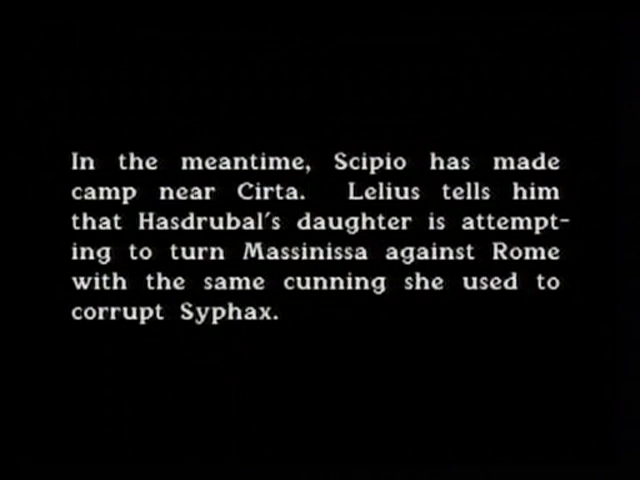 In the meantime, Scipio has made
camp near Cirta. Lelius tells him
that Hasdrubal's daughter is attempt-
ing to turn Massinissa against Rome
with the same cunning she used to
corrupt Syphax.